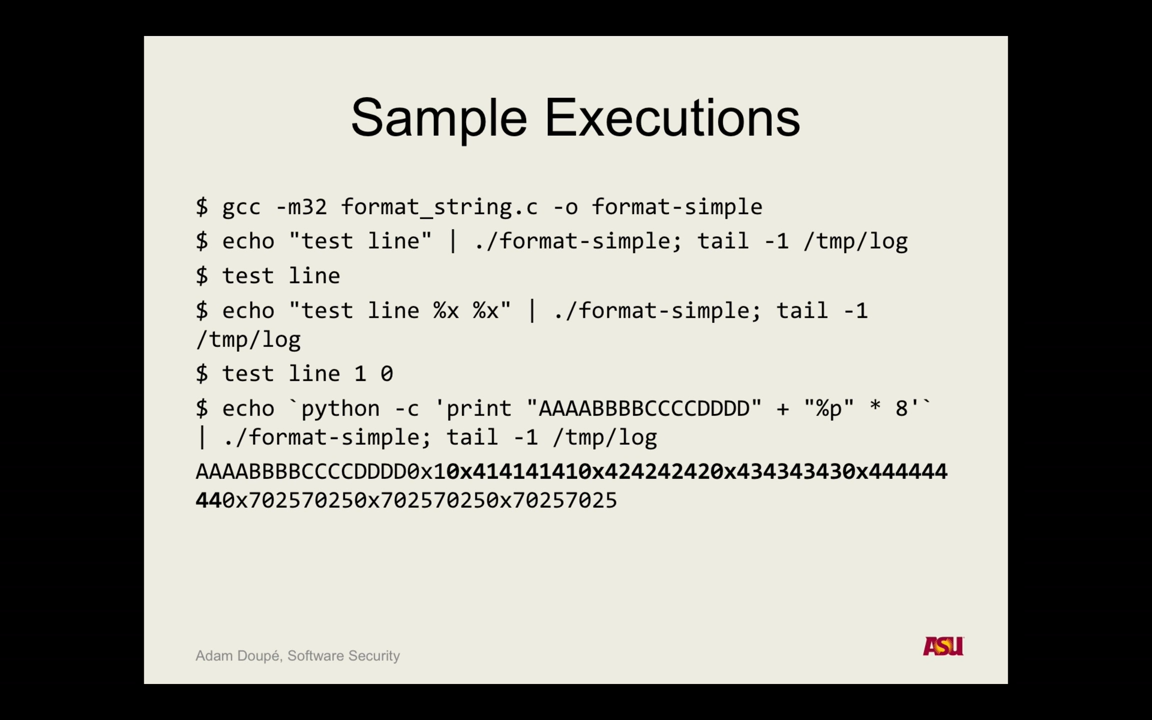 Sample Executions
$ gcc -m32 format_string.c -o format-simple
$ echo "test line" | ./format-simple; tail -1 /tmp/log
$ test line
$ echo "test line %x %x" | ./format-simple; tail -1
/tmp/log
$ test line 1 0
$ echo `python -c 'print "AAAABBBBCCCCDDDD" + "%p" * 8'`
| ./format-simple; tail -1 /tmp/log
AAAABBBBCCCCDDDD0x10x414141410x424242420x434343430x444444
440x702570250x702570250x70257025
Adam Doupé, Software Security
ASU